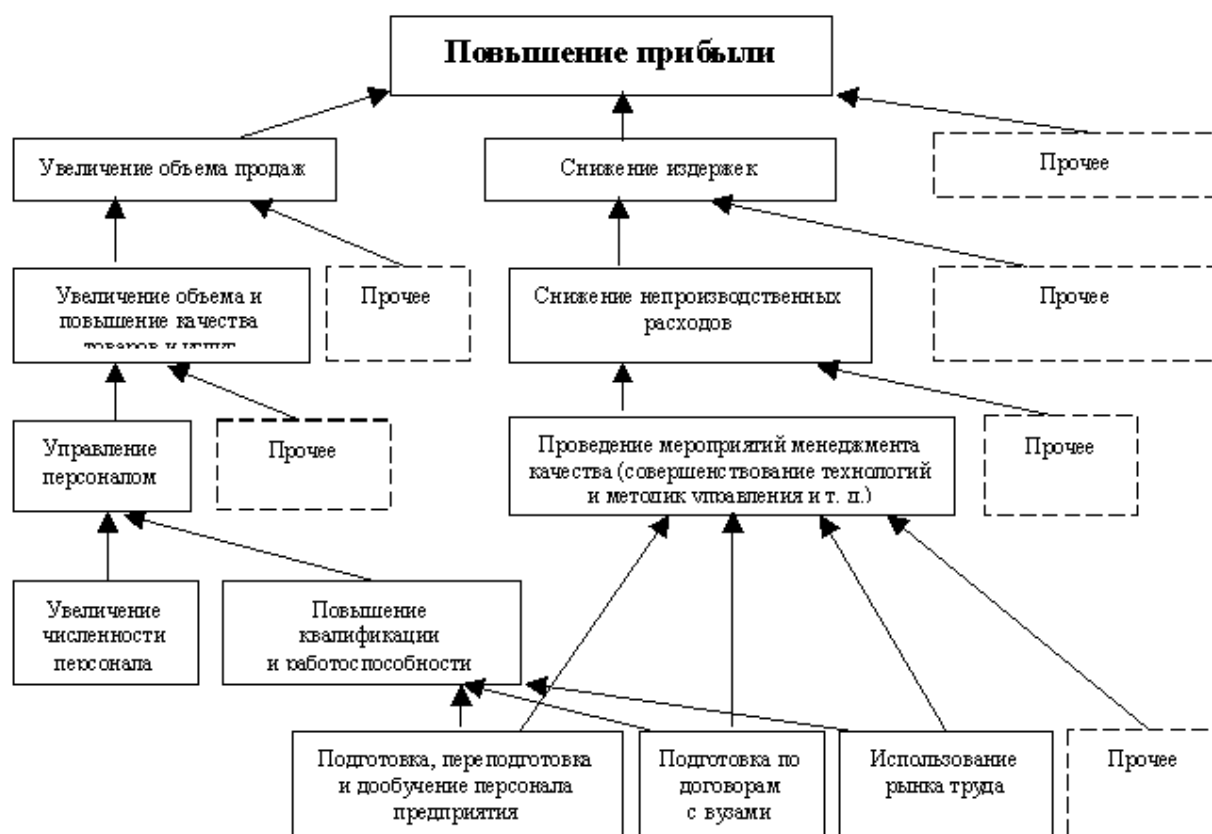 Повышение прибыли
Увеличение объема продаж
Снижение издержек
Прочее
Увеличение объема и
повышение качества
товаров и услуг
Прочее
Снижение непроизводственных
расходов
Прочее
Управление
персоналом
Прочее
Проведение мероприятий менеджмента
качества (совершенствование технологий
и методик управления и т. д.)
Прочее
Увеличение
численности
персонала
Повышение
квалификации
и работоспособности
Подготовка, переподготовка
и дообучение персонала
предприятия
Подготовка по
договорам
с вузами
Использование
рынка труда
Прочее